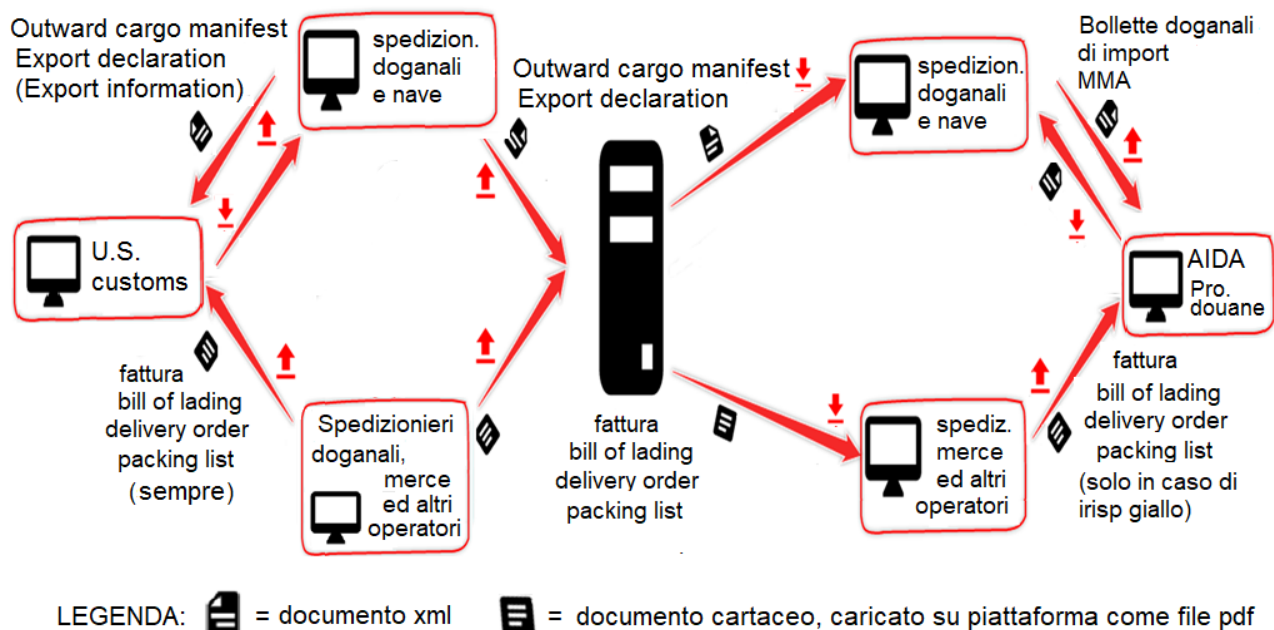 Outward cargo manifest
Export declaration
(Export information)
spedizion.
doganali
e nave
Outward cargo manifest
Export declaration
spedizion.
doganali
e nave
Bollette doganali
di import
MMA
U.S.
customs
AIDA
Pro.
douane
fattura
bill of lading
delivery order
packing list
(sempre)
Spedizionieri
doganali,
merce
ed altri
operatori
fattura
bill of lading
delivery order
packing list
spediz.
merce
ed altri
operatori
fattura
bill of lading
delivery order
packing list
(solo in caso di
irisp giallo)
LEGENDA: = documento xml = documento cartaceo, caricato su piattaforma come file pdf